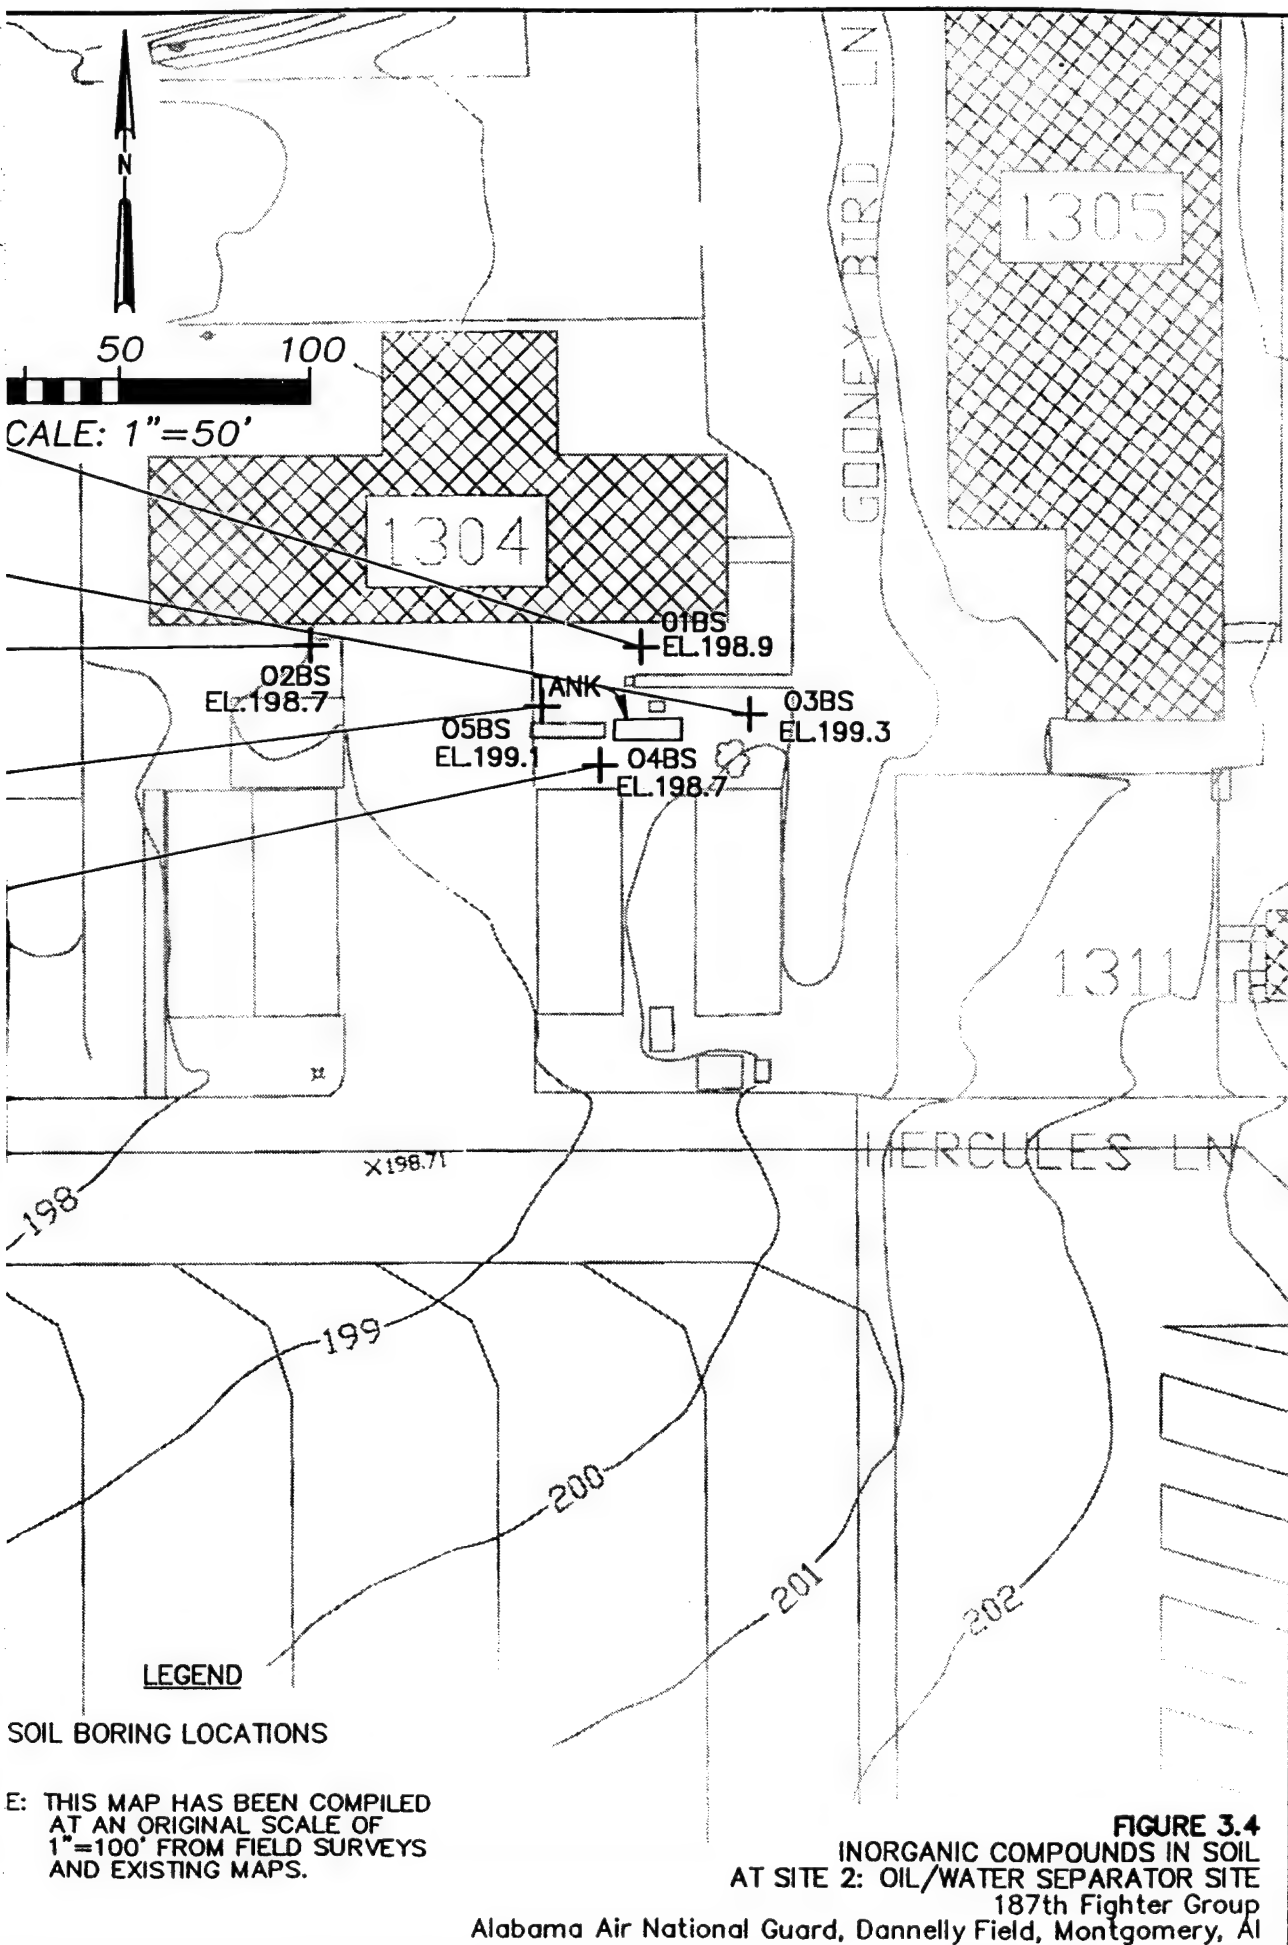 N
50 100
CALE: 1"=50'
GOONEY BIRD LN
1305
1304
01BS
EL.198.9
02BS
EL.198.7
ANK
03BS
EL.199.3
05BS
EL.199.1
04BS
EL.198.7
1311
HERCULES LN
X198.71
198
199
200
201
202
LEGEND
SOIL BORING LOCATIONS
E: THIS MAP HAS BEEN COMPILED
AT AN ORIGINAL SCALE OF
1"=100' FROM FIELD SURVEYS
AND EXISTING MAPS.
FIGURE 3.4
INORGANIC COMPOUNDS IN SOIL
AT SITE 2: OIL/WATER SEPARATOR SITE
187th Fighter Group
Alabama Air National Guard, Dannelly Field, Montgomery, Al